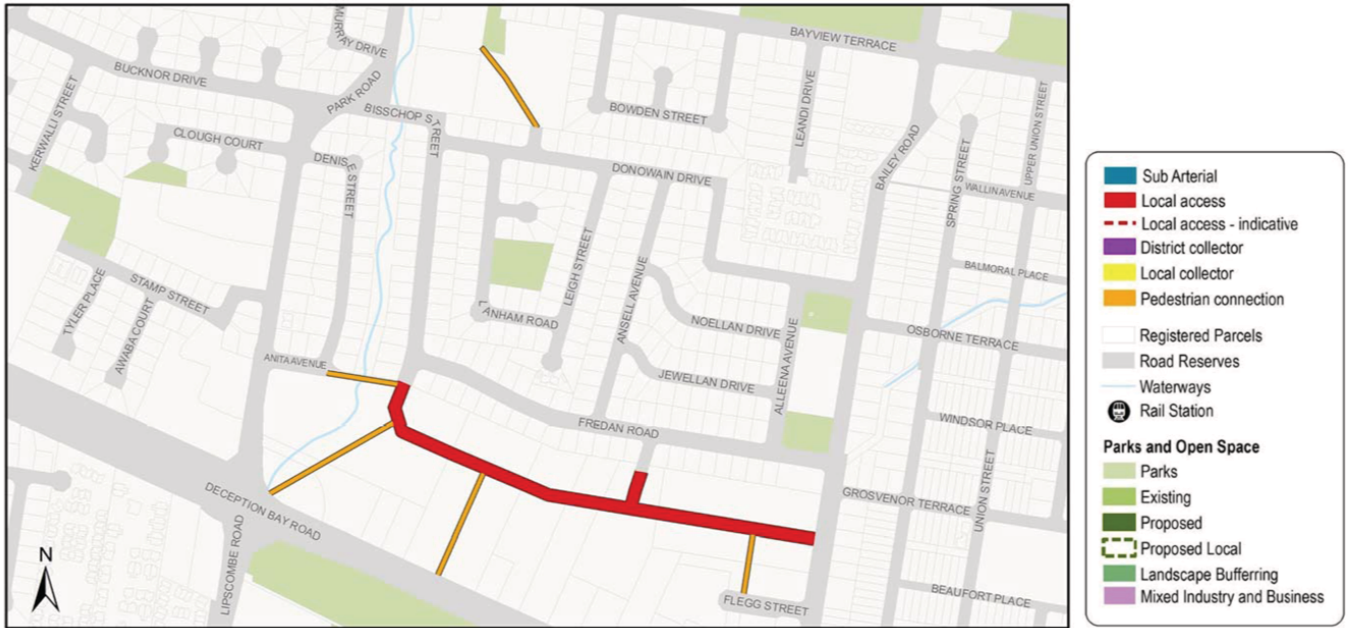 MURRAY DRIVE
BAYVIEW TERRACE
BUCKNOR DRIVE
PARK ROAD
BISSCHOP STREET
BOWDEN STREET
LEANDI DRIVE
KERWALLI STREET
CLOUGH COURT
DENISE STREET
DONOWAIN DRIVE
BAILEY ROAD
SPRING STREET
UPPER UNION STREET
WALLIN AVENUE
STAMP STREET
TYLER PLACE
AWABA COURT
LEIGH STREET
LANHAM ROAD
ANSELL AVENUE
NOELLAN DRIVE
BALMORAL PLACE
OSBORNE TERRACE
ANITA AVENUE
JEWELLAN DRIVE
ALLEENA AVENUE
FREDAN ROAD
WINDSOR PLACE
UNION STREET
GROSVENOR TERRACE
DECEPTION BAY ROAD
LIPSCOMBE ROAD
FLEGG STREET
BEAUFORT PLACE
N
Sub Arterial
Local access
Local access - indicative
District collector
Local collector
Pedestrian connection
Registered Parcels
Road Reserves
Waterways
Rail Station
Parks and Open Space
Parks
Existing
Proposed
Proposed Local
Landscape Bufferring
Mixed Industry and Business